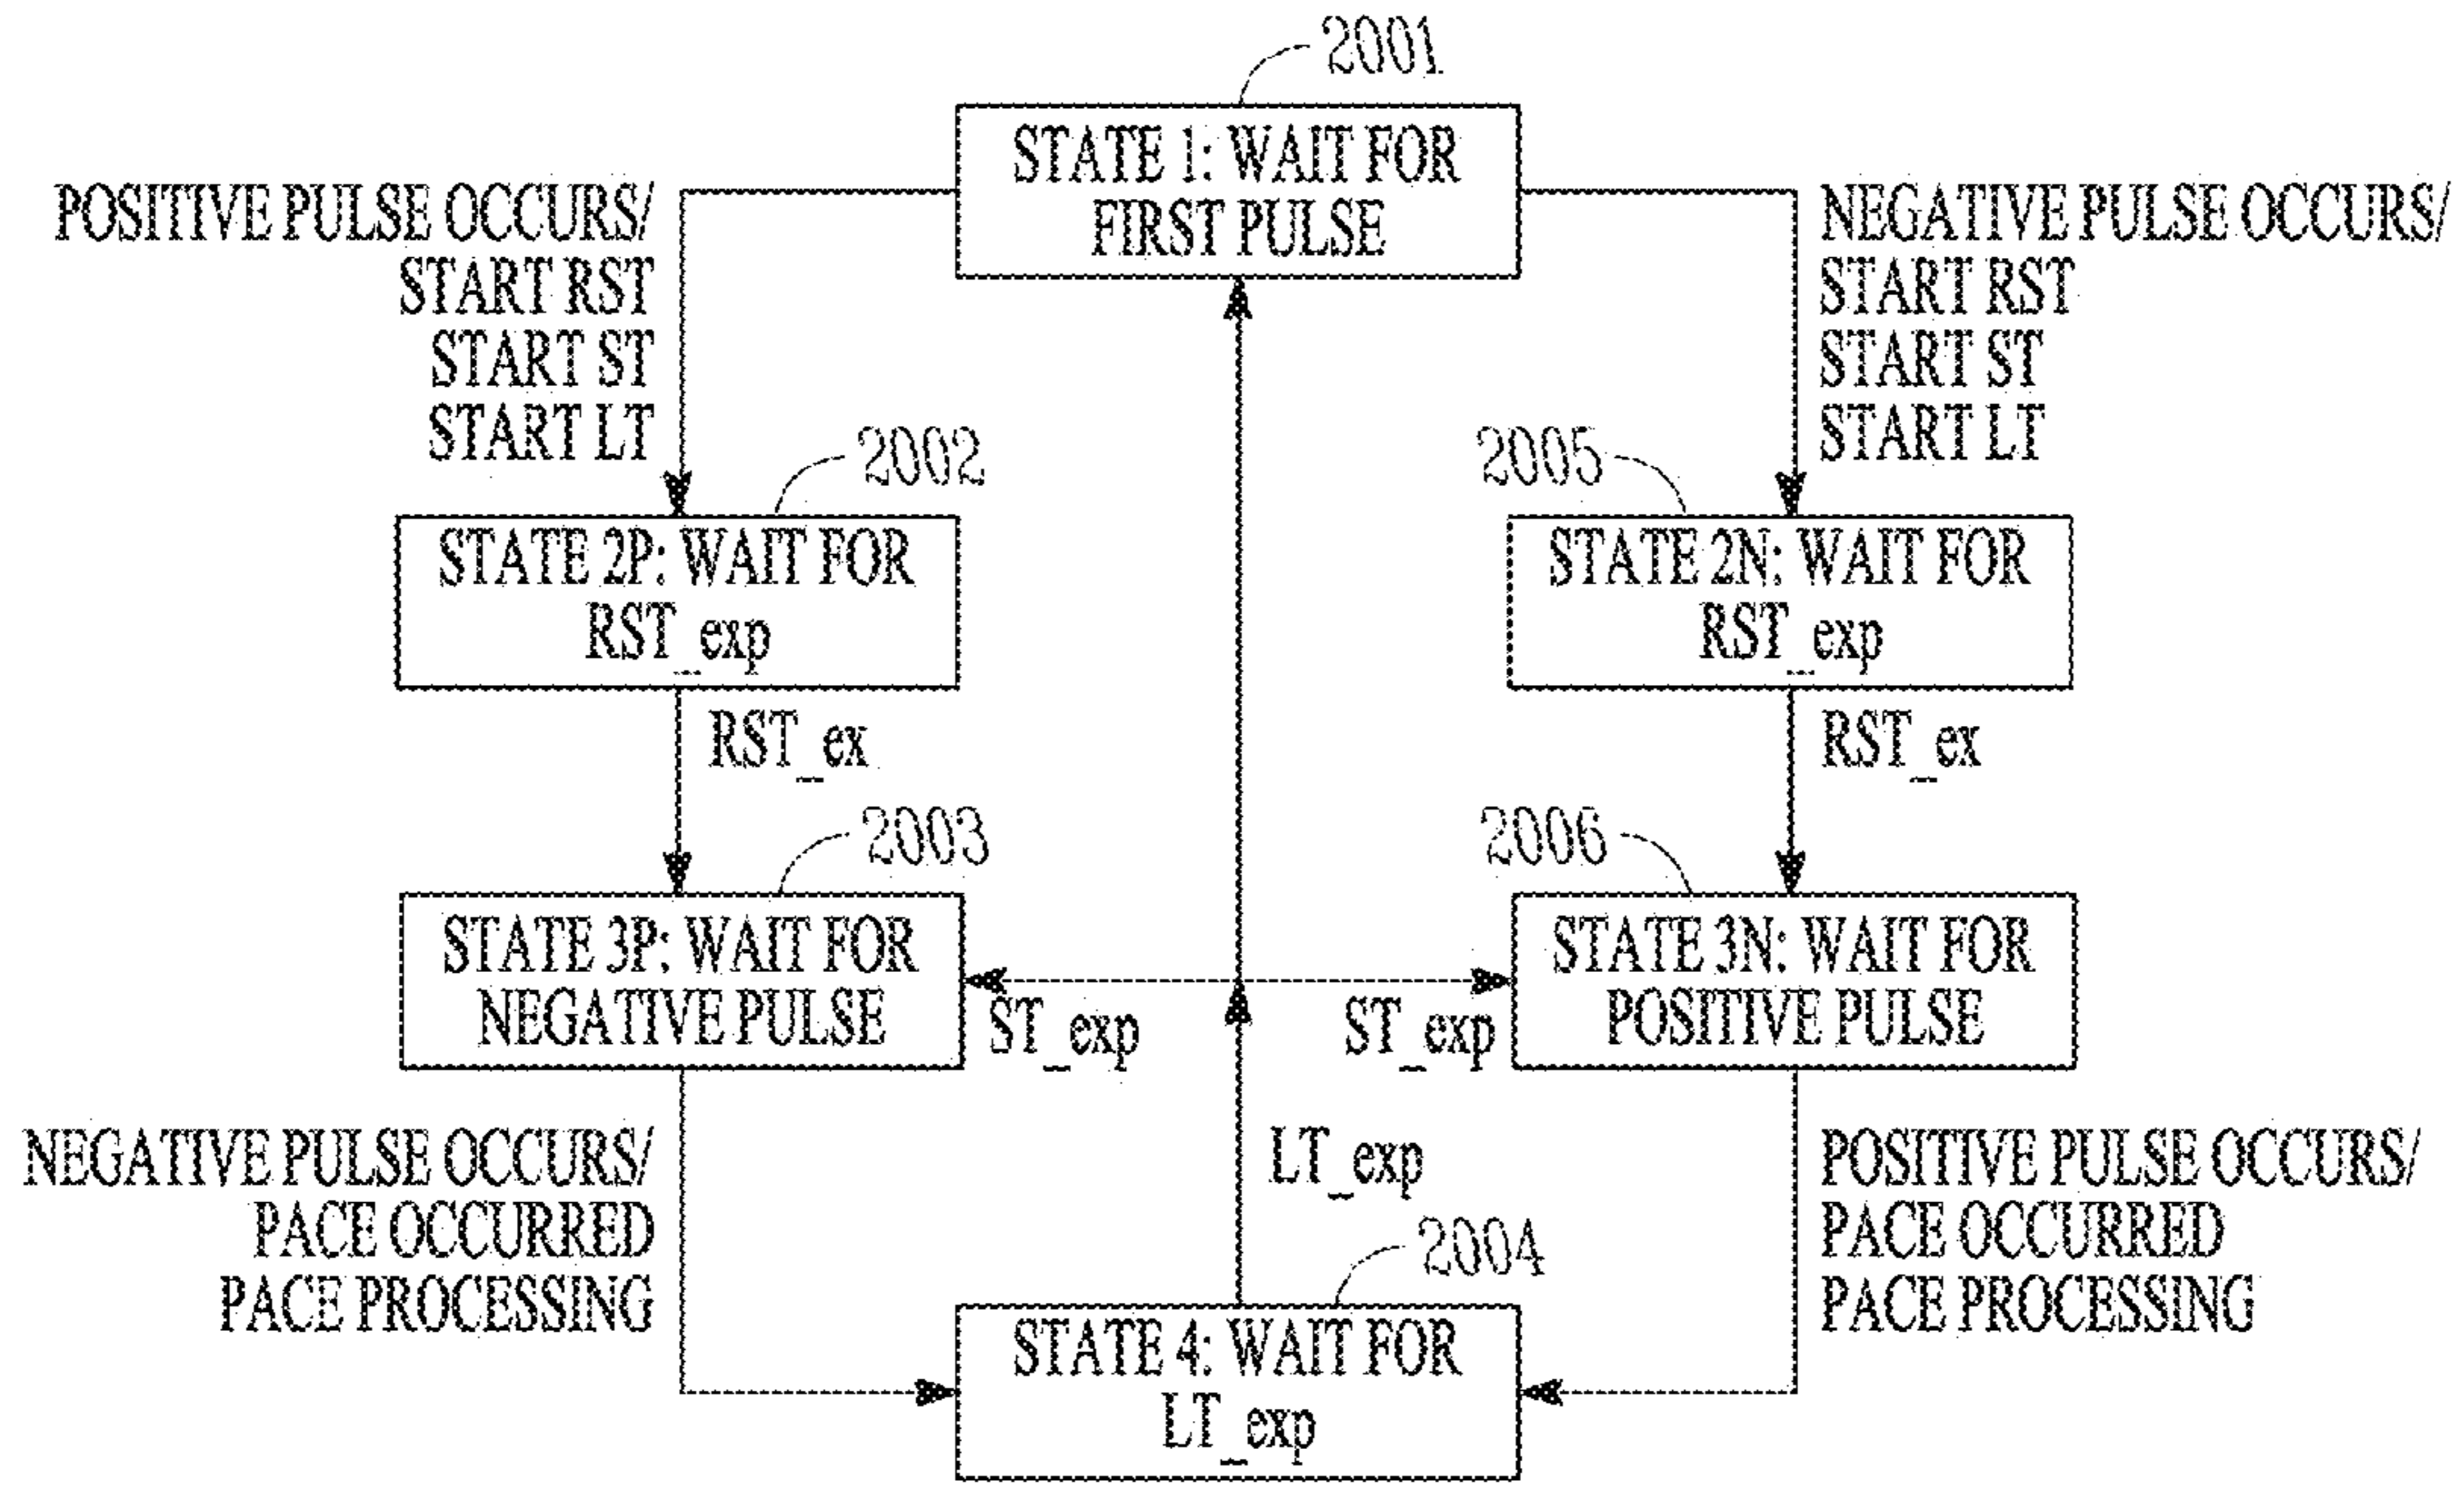 2001
STATE 1: WAIT FOR
FIRST PULSE
POSITIVE PULSE OCCURS/
START RST
START ST
START LT
NEGATIVE PULSE OCCURS/
START RST
START ST
START LT
2002
STATE 2P: WAIT FOR
RST_exp
2005
STATE 2N: WAIT FOR
RST_exp
RST_ex
RST_ex
2003
STATE 3P: WAIT FOR
NEGATIVE PULSE
2006
STATE 3N: WAIT FOR
POSITIVE PULSE
ST_exp
ST_exp
NEGATIVE PULSE OCCURS/
PACE OCCURRED
PACE PROCESSING
LT_exp
POSITIVE PULSE OCCURS/
PACE OCCURRED
PACE PROCESSING
2004
STATE 4: WAIT FOR
LT_exp